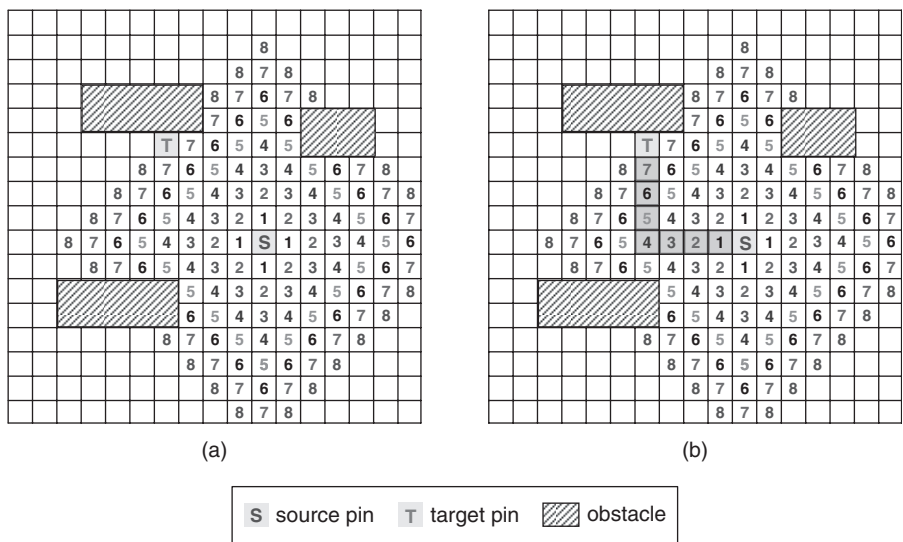 8
8 7 8
8 7 6 7 8
7 6 5 6
T 7 6 5 4 5
8 7 6 5 4 3 4 5 6 7 8
8 7 6 5 4 3 2 3 4 5 6 7 8
8 7 6 5 4 3 2 1 2 3 4 5 6 7
8 7 6 5 4 3 2 1 S 1 2 3 4 5 6
8 7 6 5 4 3 2 1 2 3 4 5 6 7
5 4 3 2 3 4 5 6 7 8
6 5 4 3 4 5 6 7 8
8 7 6 5 4 5 6 7 8
8 7 6 5 6 7 8
8 7 6 7 8
8 7 8
(a)
8
8 7 8
8 7 6 7 8
7 6 5 6
T 7 6 5 4 5
8 7 6 5 4 3 4 5 6 7 8
8 7 6 5 4 3 2 3 4 5 6 7 8
8 7 6 5 4 3 2 1 2 3 4 5 6 7
8 7 6 5 4 3 2 1 S 1 2 3 4 5 6
8 7 6 5 4 3 2 1 2 3 4 5 6 7
5 4 3 2 3 4 5 6 7 8
6 5 4 3 4 5 6 7 8
8 7 6 5 4 5 6 7 8
8 7 6 5 6 7 8
8 7 6 7 8
8 7 8
(b)
S source pin T target pin obstacle